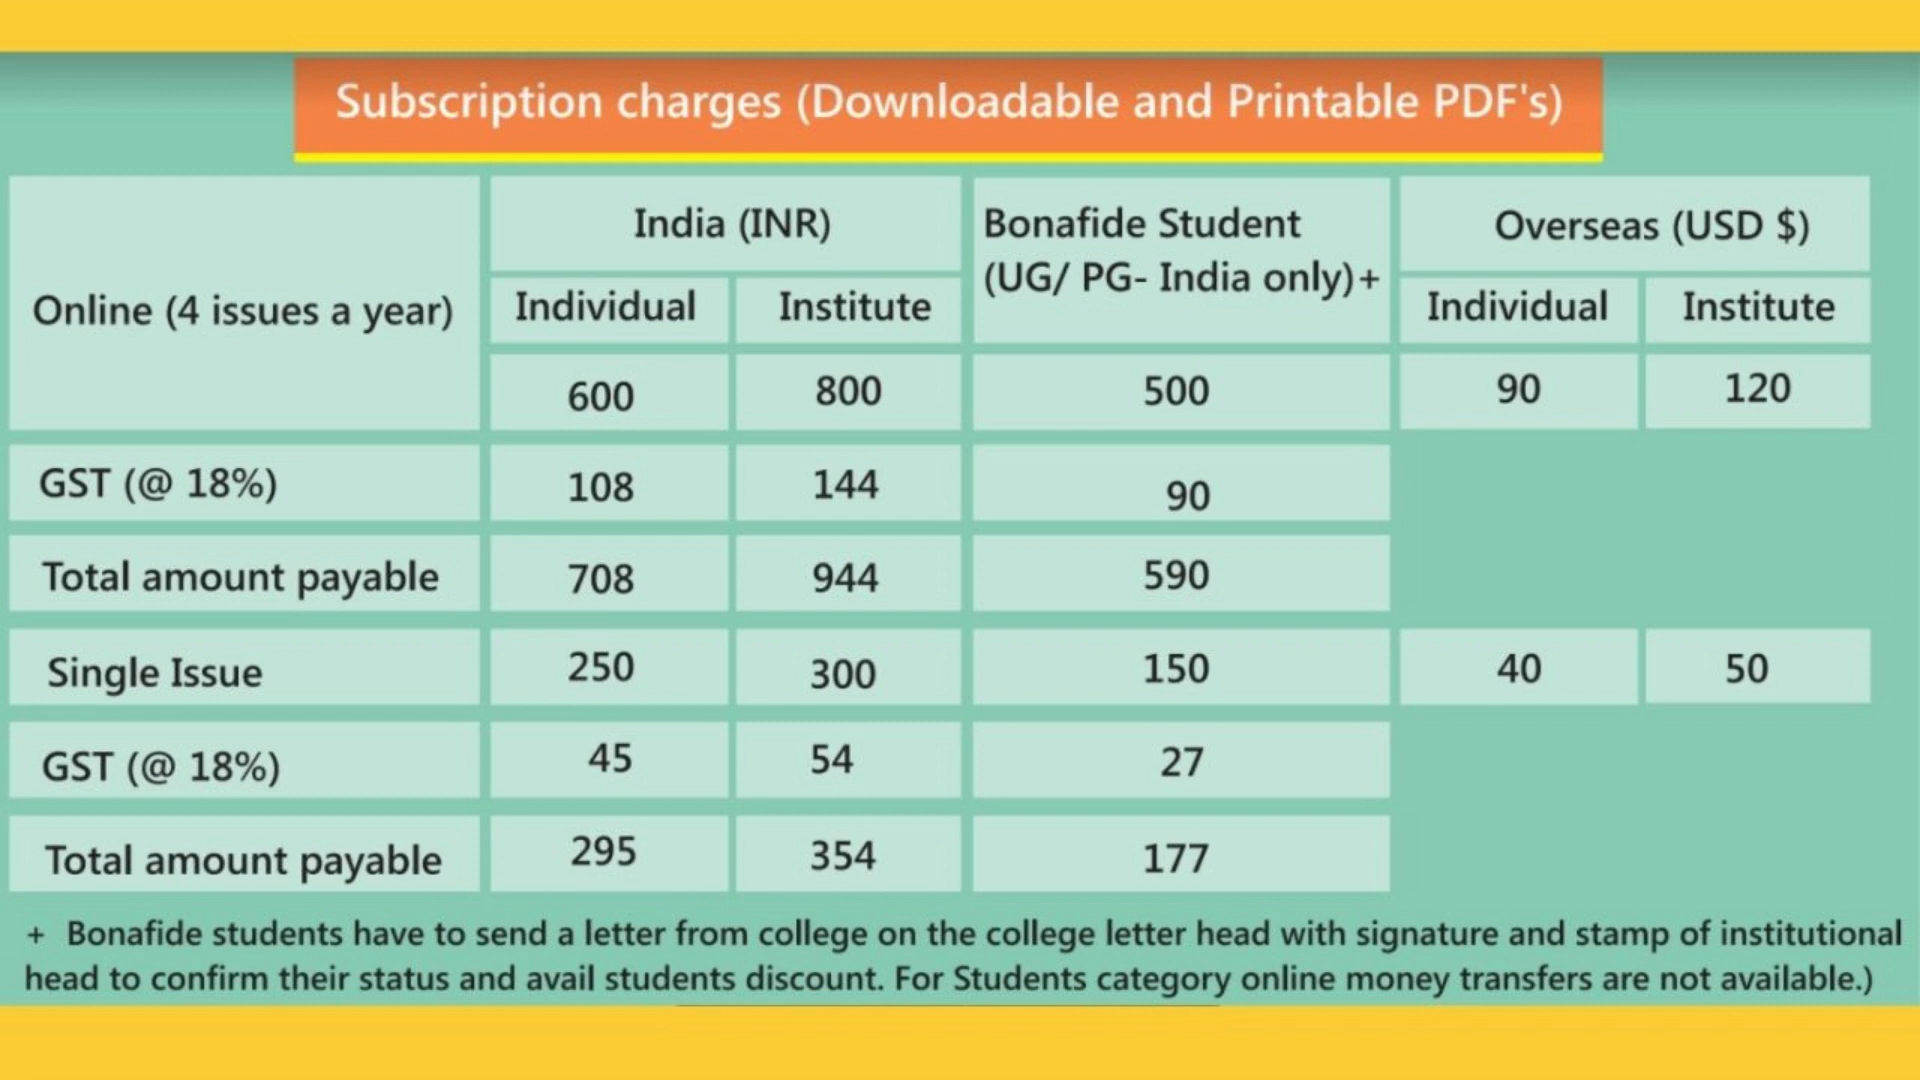 Subscription charges (Downloadable and Printable PDF's)
Online (4 issues a year)
India (INR)
Bonafide Student
(UG/ PG- India only)+
Overseas (USD $)
Individual Institute Individual Institute
600 800 500 90 120
GST (@ 18%) 108 144 90
Total amount payable 708 944 590
Single Issue 250 300 150 40 50
GST (@ 18%) 45 54 27
Total amount payable 295 354 177
+ Bonafide students have to send a letter from college on the college letter head with signature and stamp of institutional
head to confirm their status and avail students discount. For Students category online money transfers are not available.)